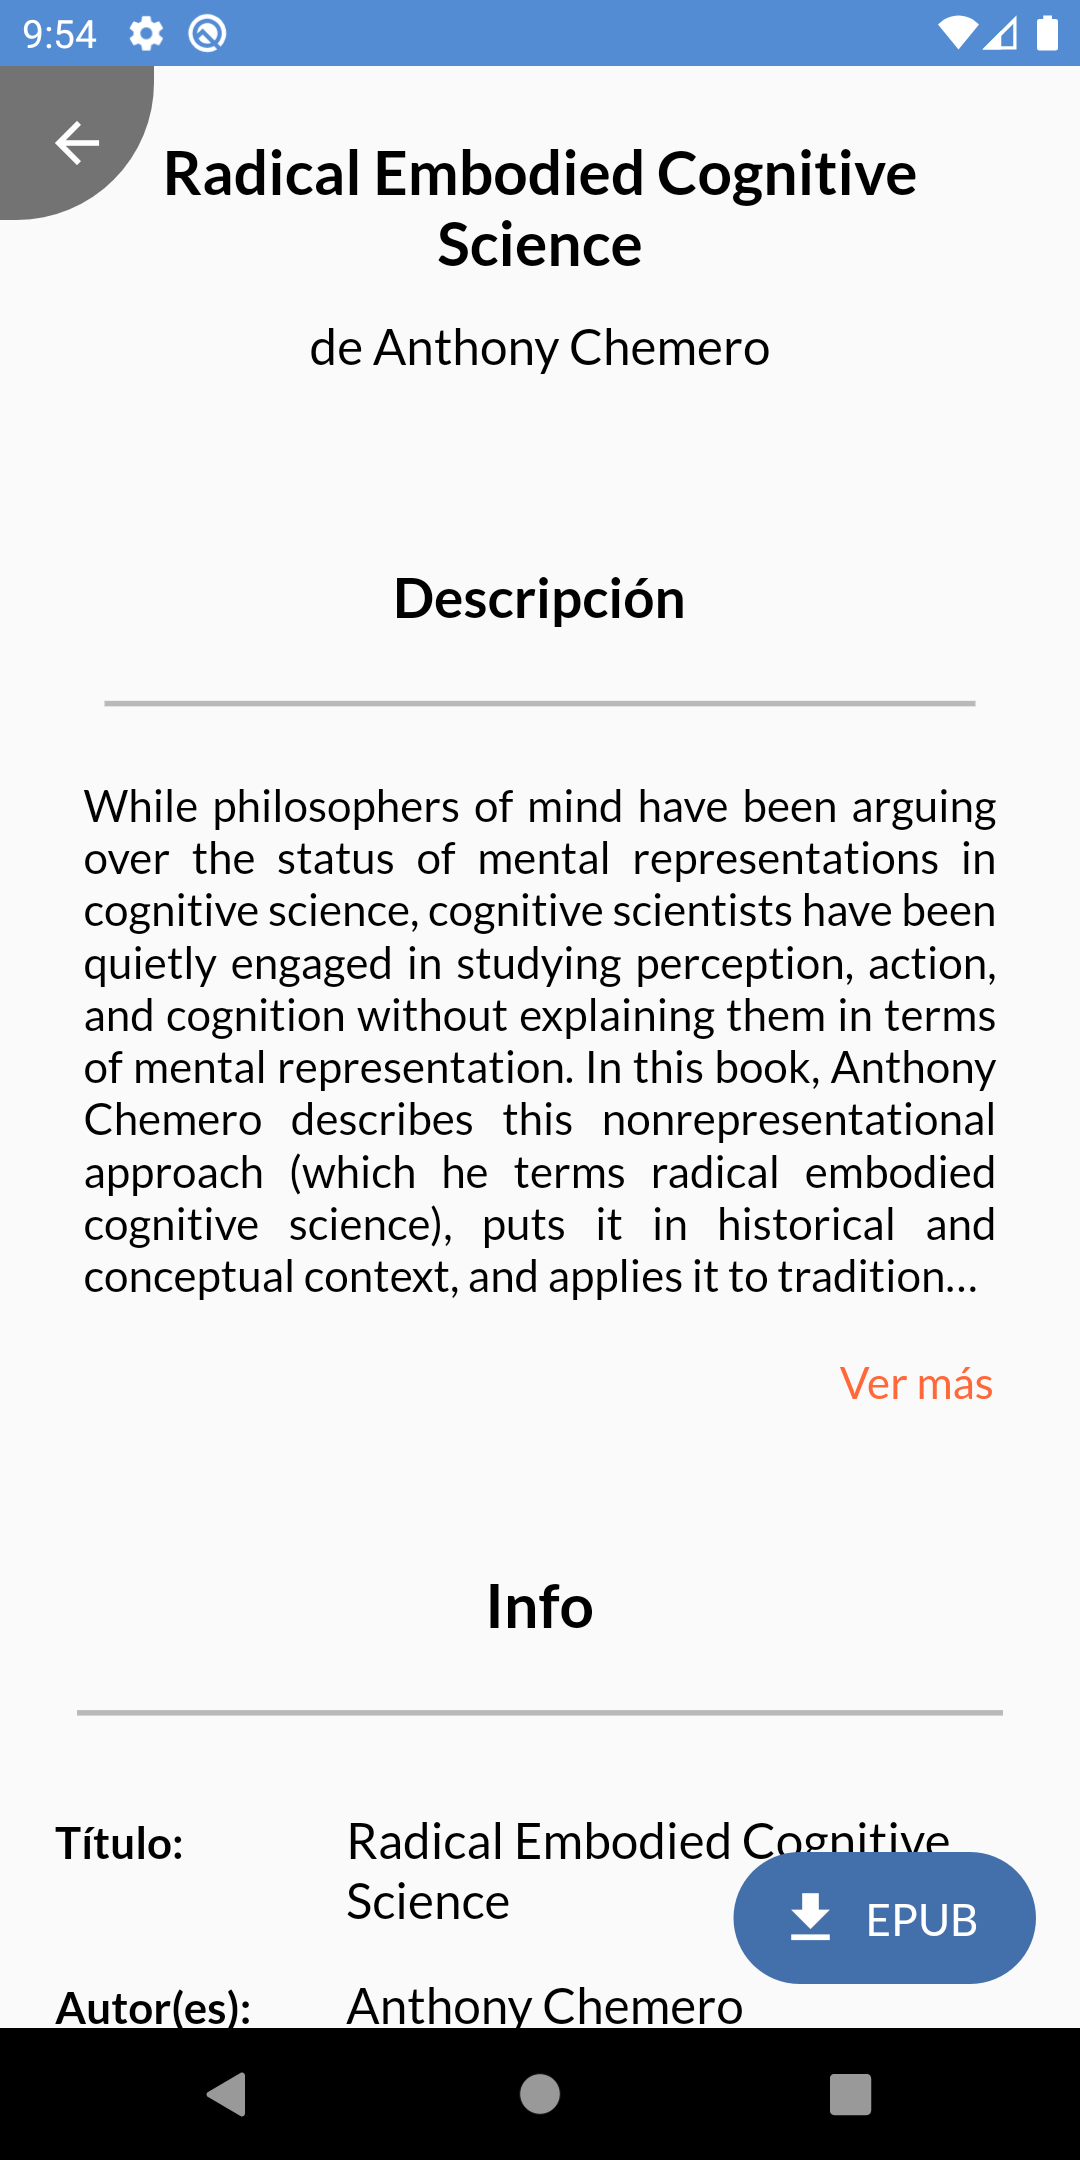 9:54
Radical Embodied Cognitive
Science
de Anthony Chemero
Descripción
While philosophers of mind have been arguing
over the status of mental representations in
cognitive science, cognitive scientists have been
quietly engaged in studying perception, action,
and cognition without explaining them in terms
of mental representation. In this book, Anthony
Chemero describes this nonrepresentational
approach (which he terms radical embodied
cognitive science), puts it in historical and
conceptual context, and applies it to tradition...
Ver más
Info
Título: Radical Embodied Cognitive
Science
EPUB
Autor(es): Anthony Chemero